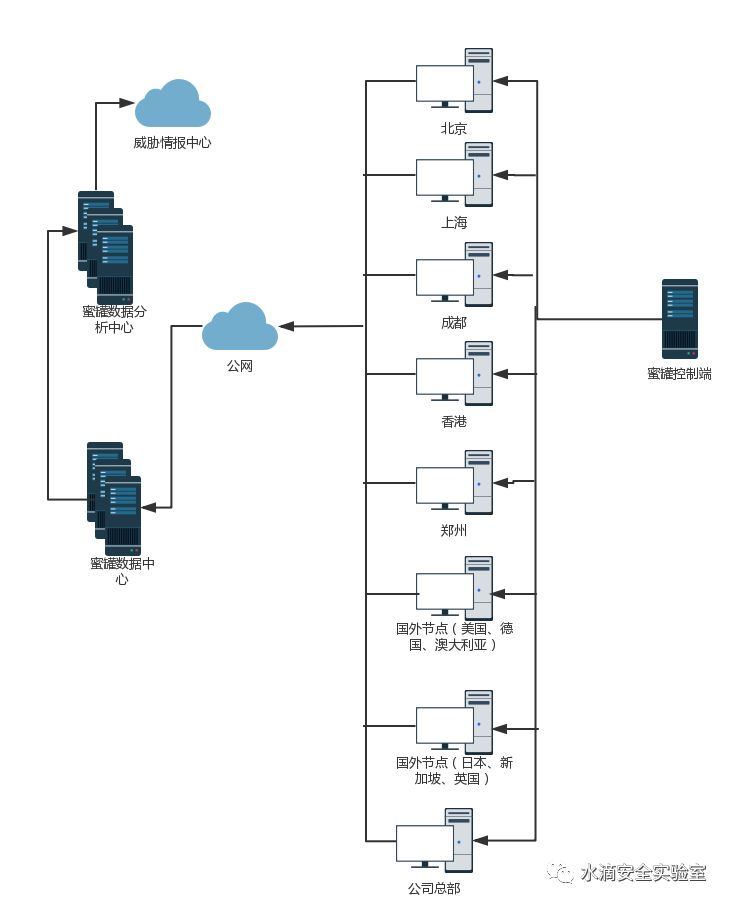 北京
威胁情报中心
上海
蜜罐数据分
析中心
成都
公网
蜜罐控制端
香港
郑州
蜜罐数据中
心
国外节点（美国、德
国、澳大利亚）
国外节点（日本、新
加坡、英国）
公司总部
水滴安全实验室